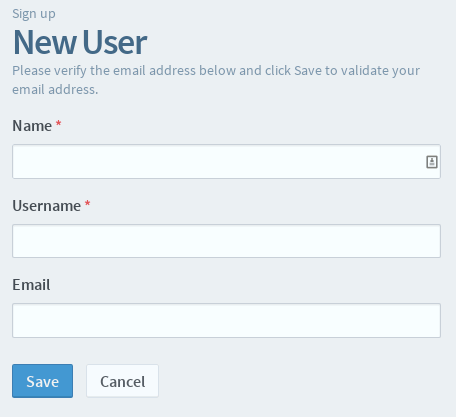 Sign up
New User
Please verify the email address below and click Save to validate your
email address.
Name *
Username *
Email
Save
Cancel